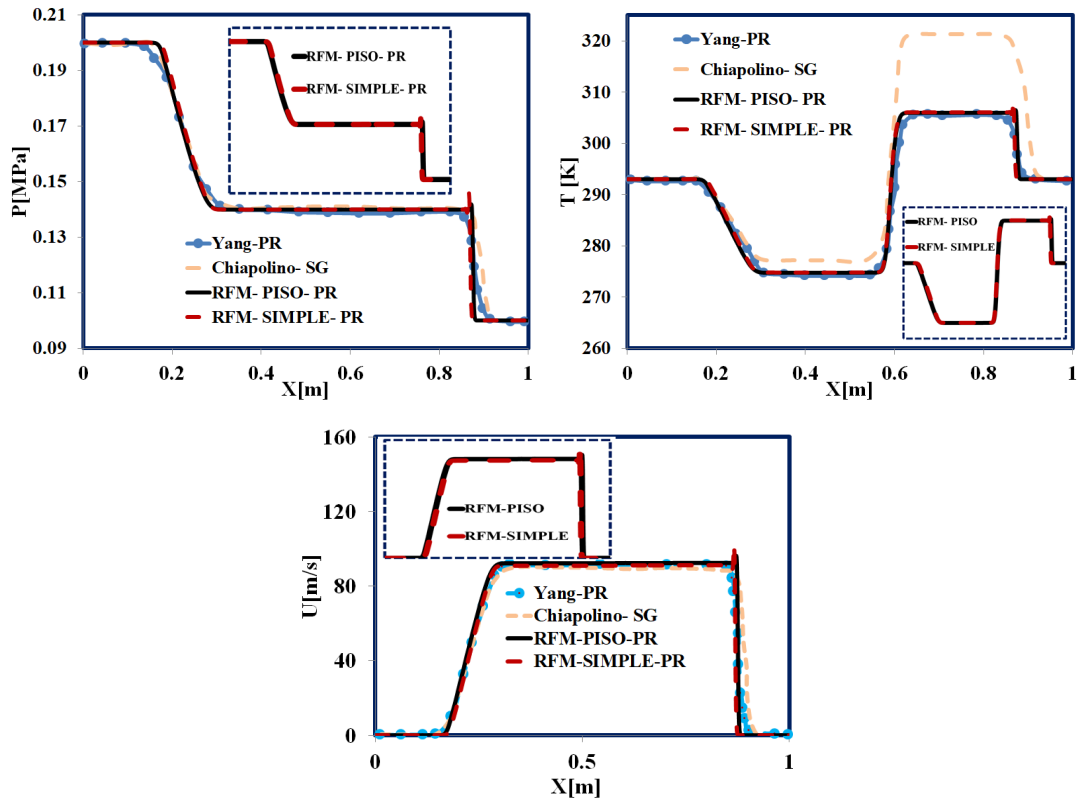 P[MPa]
0.21
0.19
0.17
0.15
0.13
0.11
0.09
0
0.2
0.4
0.6
0.8
1
X[m]
RFM- PISO- PR
RFM- SIMPLE- PR
Yang-PR
Chiapolino- SG
RFM- PISO- PR
RFM- SIMPLE- PR
T [K]
320
310
300
290
280
270
260
0
0.2
0.4
0.6
0.8
1
X[m]
Yang-PR
Chiapolino- SG
RFM- PISO- PR
RFM- SIMPLE- PR
RFM- PISO
RFM- SIMPLE
U[m/s]
160
120
80
40
0
0
0.5
1
X[m]
RFM-PISO
RFM-SIMPLE
Yang-PR
Chiapolino- SG
RFM-PISO-PR
RFM-SIMPLE-PR